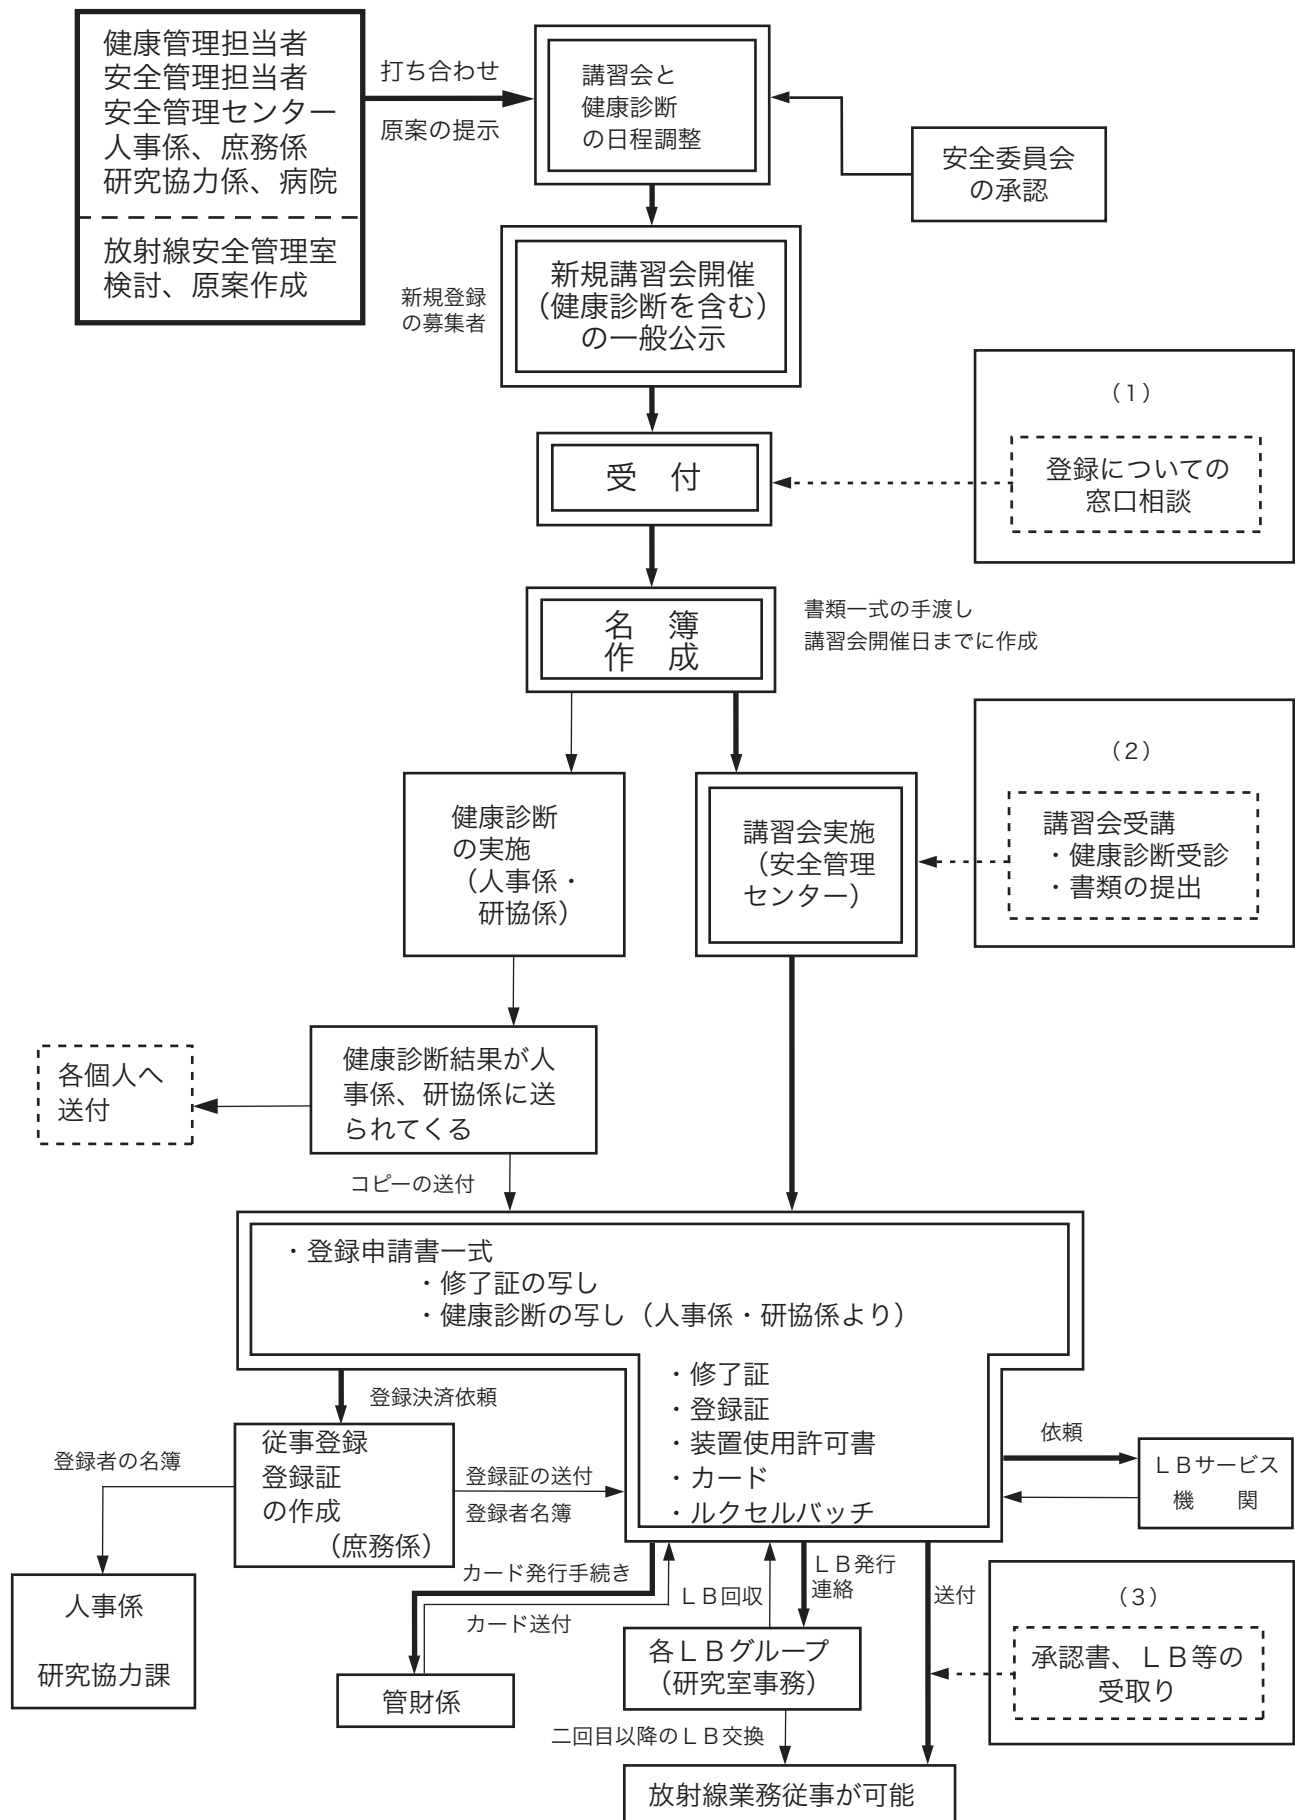 健康管理担当者
安全管理担当者
安全管理センター
人事係、庶務係
研究協力係、病院
放射線安全管理室
検討、原案作成
打ち合わせ
原案の提示
講習会と
健康診断
の日程調整
安全委員会
の承認
新規登録
の募集者
新規講習会開催
（健康診断を含む）
の一般公示
（1）
登録についての
窓口相談
受　付
名　簿
作　成
書類一式の手渡し
講習会開催日までに作成
（2）
講習会受講
・健康診断受診
・書類の提出
健康診断
の実施
（人事係・
研協係）
講習会実施
（安全管理
センター）
各個人へ
送付
健康診断結果が人
事係、研協係に送
られてくる
コピーの送付
・登録申請書一式
・修了証の写し
・健康診断の写し（人事係・研協係より）
・修了証
・登録証
・装置使用許可書
・カード
・ルクセルバッチ
登録決済依頼
登録者の名簿
従事登録
登録証
の作成
（庶務係）
登録証の送付
登録者名簿
依頼
ＬＢサービス
機　　関
人事係
研究協力課
カード発行手続き
カード送付
管財係
ＬＢ回収
ＬＢ発行
連絡
送付
各ＬＢグループ
（研究室事務）
（3）
承認書、ＬＢ等の
受取り
二回目以降のＬＢ交換
放射線業務従事が可能